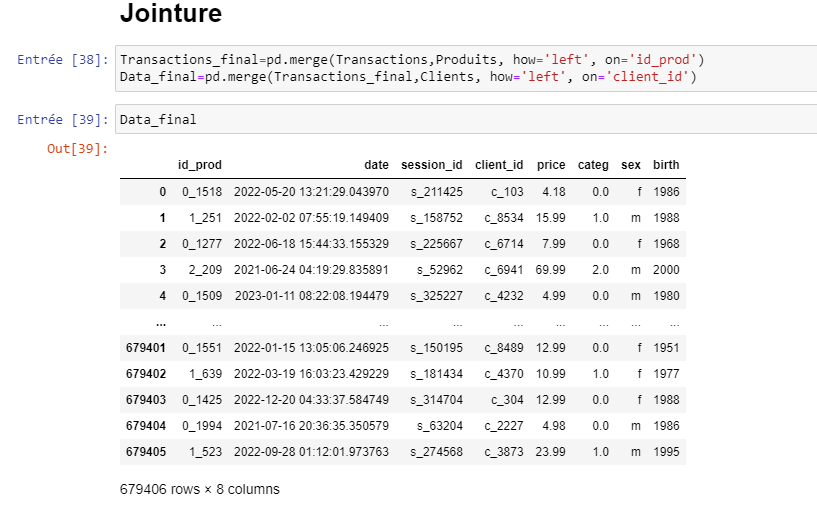 Jointure
Entrée [38]: Transactions_final=pd.merge(Transactions,Produits, how='left', on='id_prod')
Data_final=pd.merge(Transactions_final,Clients, how='left', on='client_id')
Entrée [39]: Data_final
Out[39]:
id_prod date session_id client_id price categ sex birth
0 0_1518 2022-05-20 13:21:29.043970 s_211425 c_103 4.18 0.0 f 1986
1 1_251 2022-02-02 07:55:19.149409 s_158752 c_8534 15.99 1.0 m 1988
2 0_1277 2022-06-18 15:44:33.155329 s_225667 c_6714 7.99 0.0 f 1968
3 2_209 2021-06-24 04:19:29.835891 s_52962 c_6941 69.99 2.0 m 2000
4 0_1509 2023-01-11 08:22:08.194479 s_325227 c_4232 4.99 0.0 m 1980
... ... ... ... ... ... ... ... ...
679401 0_1551 2022-01-15 13:05:06.246925 s_150195 c_8489 12.99 0.0 f 1951
679402 1_639 2022-03-19 16:03:23.429229 s_181434 c_4370 10.99 1.0 f 1977
679403 0_1425 2022-12-20 04:33:37.584749 s_314704 c_304 12.99 0.0 f 1988
679404 0_1994 2021-07-16 20:36:35.350579 s_63204 c_2227 4.98 0.0 m 1986
679405 1_523 2022-09-28 01:12:01.973763 s_274568 c_3873 23.99 1.0 m 1995
679406 rows × 8 columns